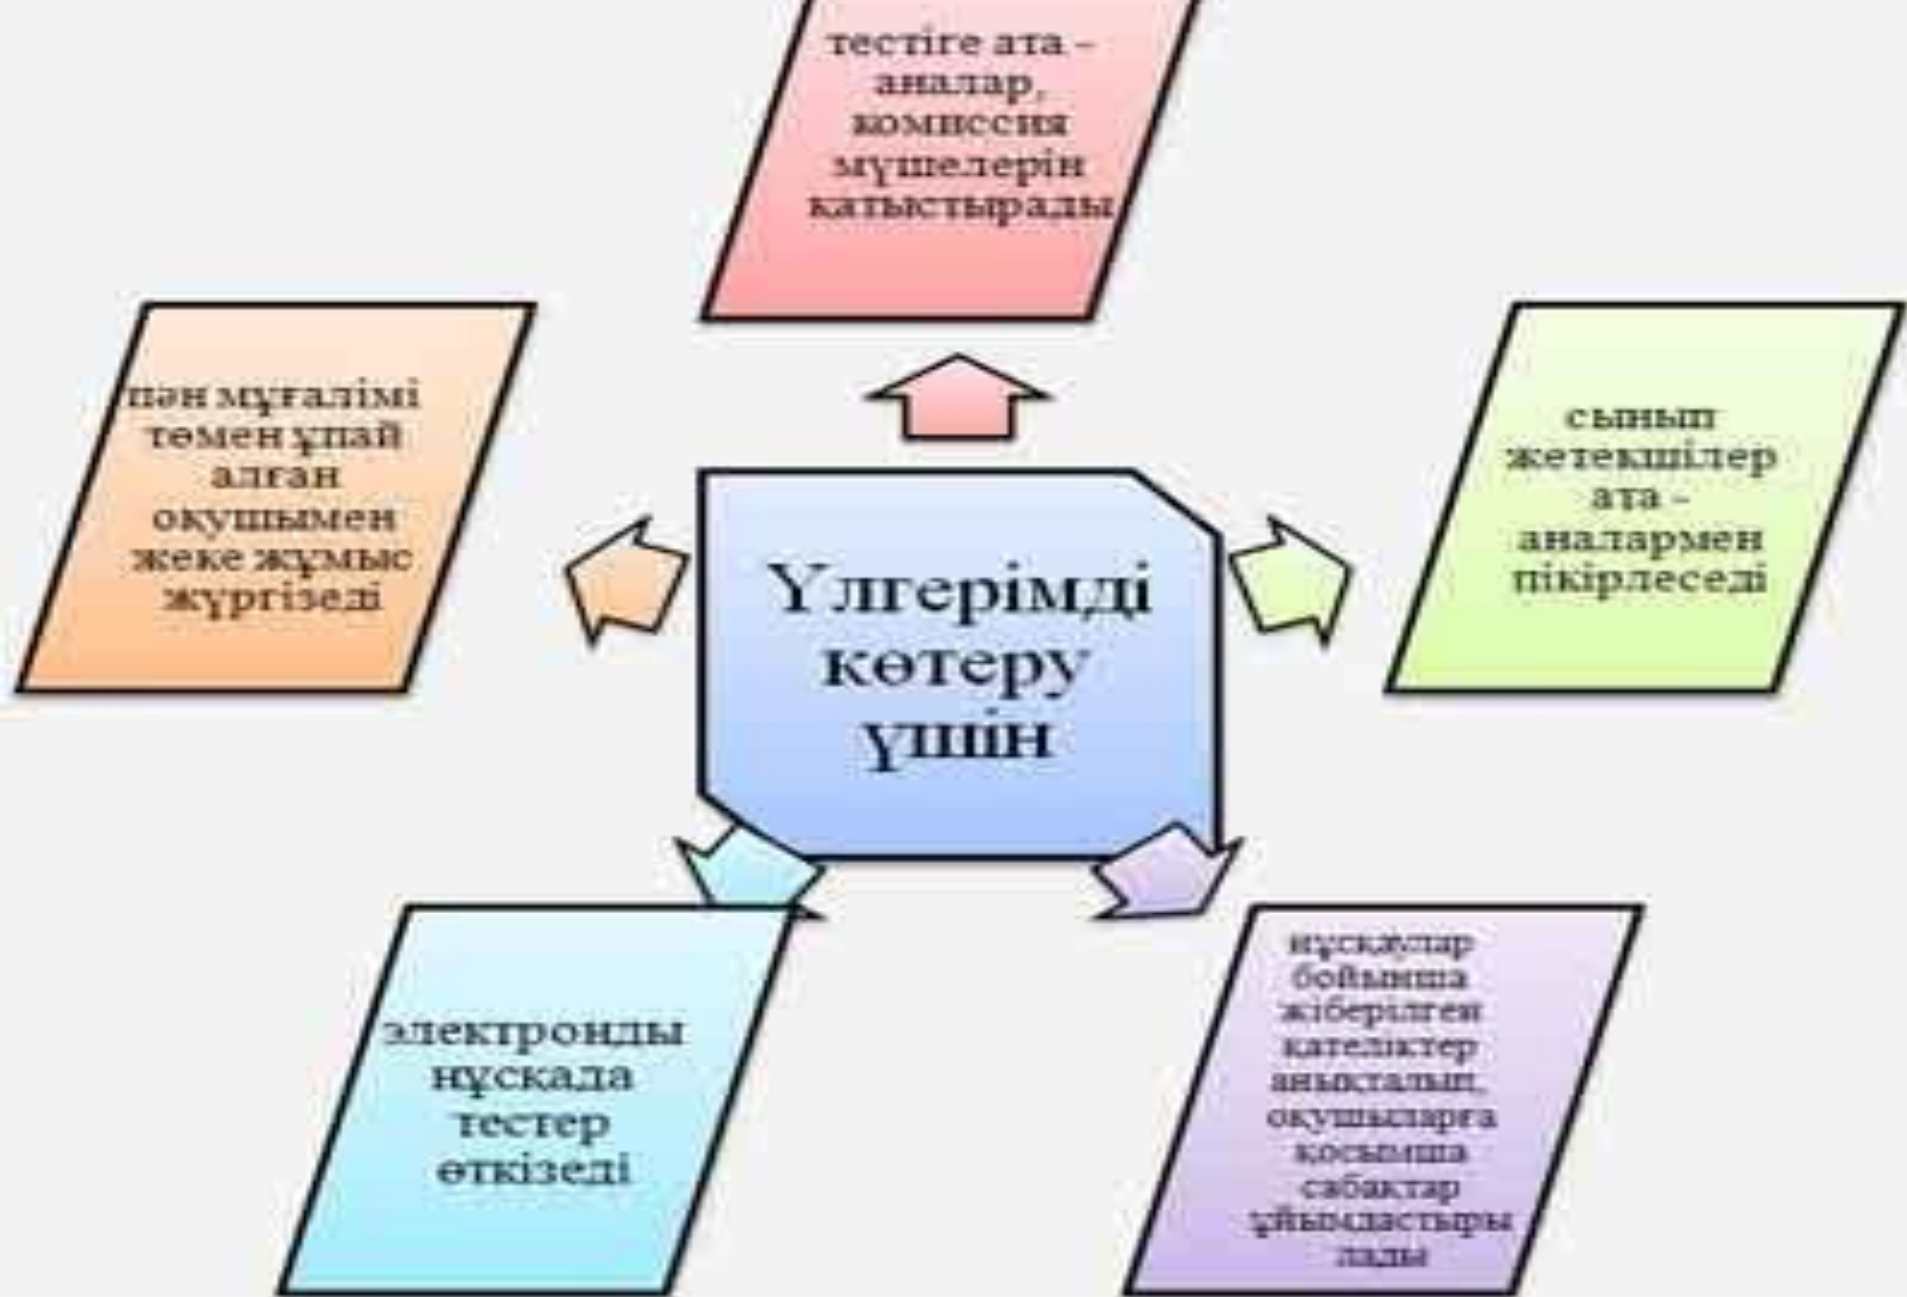 тестіге ата –
аналар,
комиссия
мүшелерін
қатыстырады
пән мұғалімі
төмен ұпай
алған
оқушымен
жеке жұмыс
жүргізеді
сынып
жетекшілер
ата -
аналармен
пікірлеседі
Үлгерімді
көтеру
үшін
электронды
нұсқада
тестер
өткізеді
нұсқаулар
бойынша
жіберілген
қателіктер
анықталып,
оқушыларға
қосымша
сабақтар
ұйымдастыры
лады